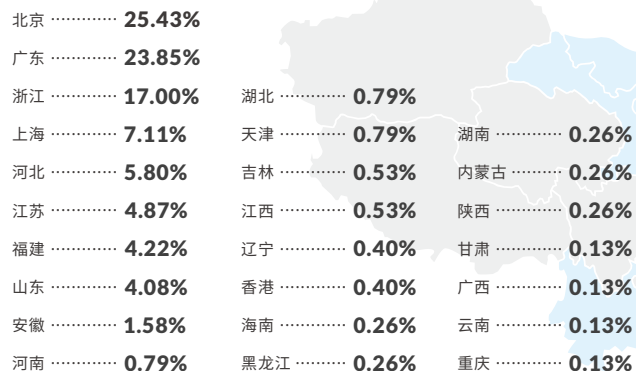 北京 ············ 25.43%
广东 ············ 23.85%
浙江 ············ 17.00%
上海 ············ 7.11%
河北 ············ 5.80%
江苏 ············ 4.87%
福建 ············ 4.22%
山东 ············ 4.08%
安徽 ············ 1.58%
河南 ············ 0.79%
湖北 ············ 0.79%
天津 ············ 0.79%
吉林 ············ 0.53%
江西 ············ 0.53%
辽宁 ············ 0.40%
香港 ············ 0.40%
海南 ············ 0.26%
黑龙江 ········· 0.26%
湖南 ············ 0.26%
内蒙古 ········· 0.26%
陕西 ············ 0.26%
甘肃 ············ 0.13%
广西 ············ 0.13%
云南 ············ 0.13%
重庆 ············ 0.13%